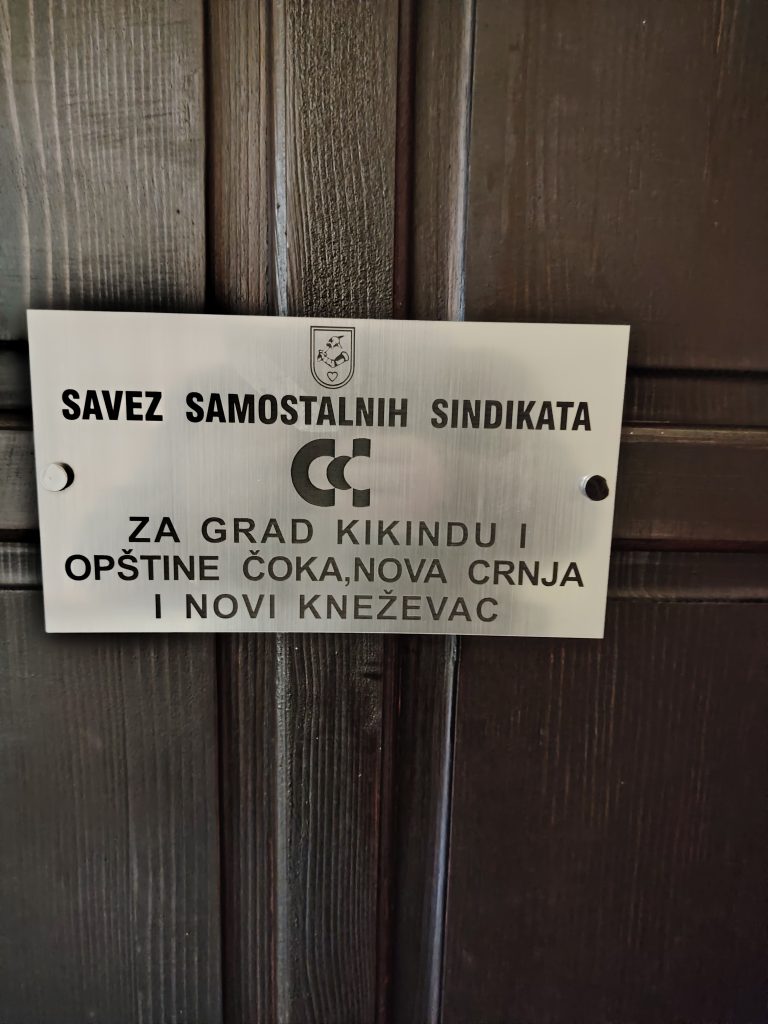 SAVEZ SAMOSTALNIH SINDIKATA
ZA GRAD KIKINDU I
OPŠTINE ČOKA,NOVA CRNJA
I NOVI KNEŽEVAC